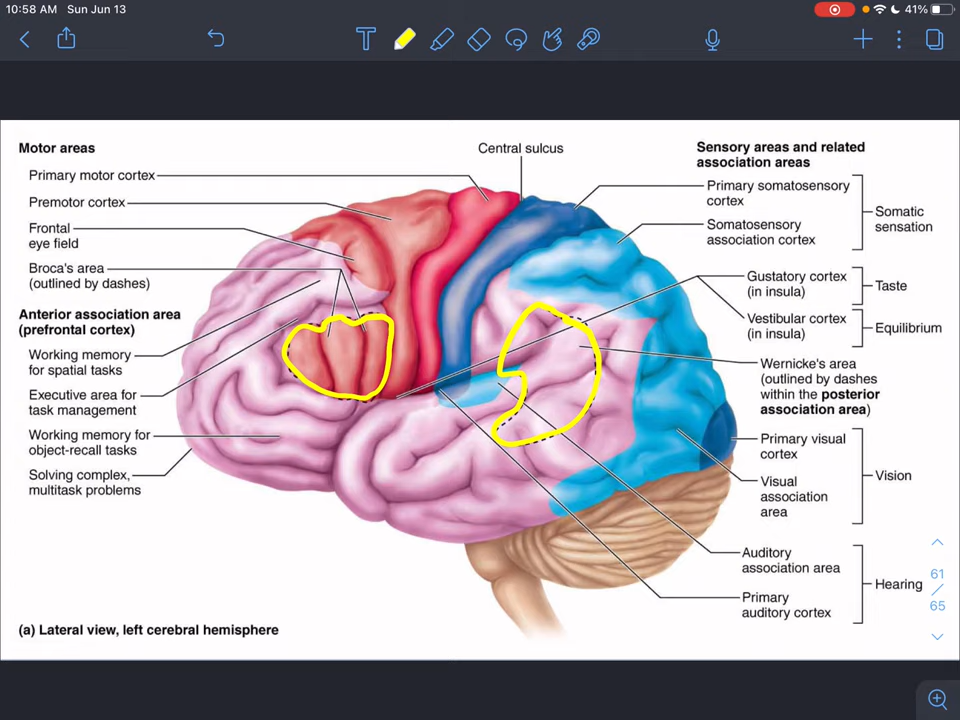 10:58 AM Sun Jun 13
41%
Motor areas
Primary motor cortex
Premotor cortex
Frontal
eye field
Broca's area
(outlined by dashes)
Anterior association area
(prefrontal cortex)
Working memory
for spatial tasks
Executive area for
task management
Working memory for
object-recall tasks
Solving complex,
multitask problems
Central sulcus
Sensory areas and related
association areas
Primary somatosensory
cortex
Somatosensory
association cortex
Somatic
sensation
Gustatory cortex
(in insula)
Taste
Vestibular cortex
(in insula)
Equilibrium
Wernicke's area
(outlined by dashes
within the posterior
association area)
Primary visual
cortex
Visual
association
area
Vision
Auditory
association area
Primary
auditory cortex
Hearing
61
/
65
(a) Lateral view, left cerebral hemisphere